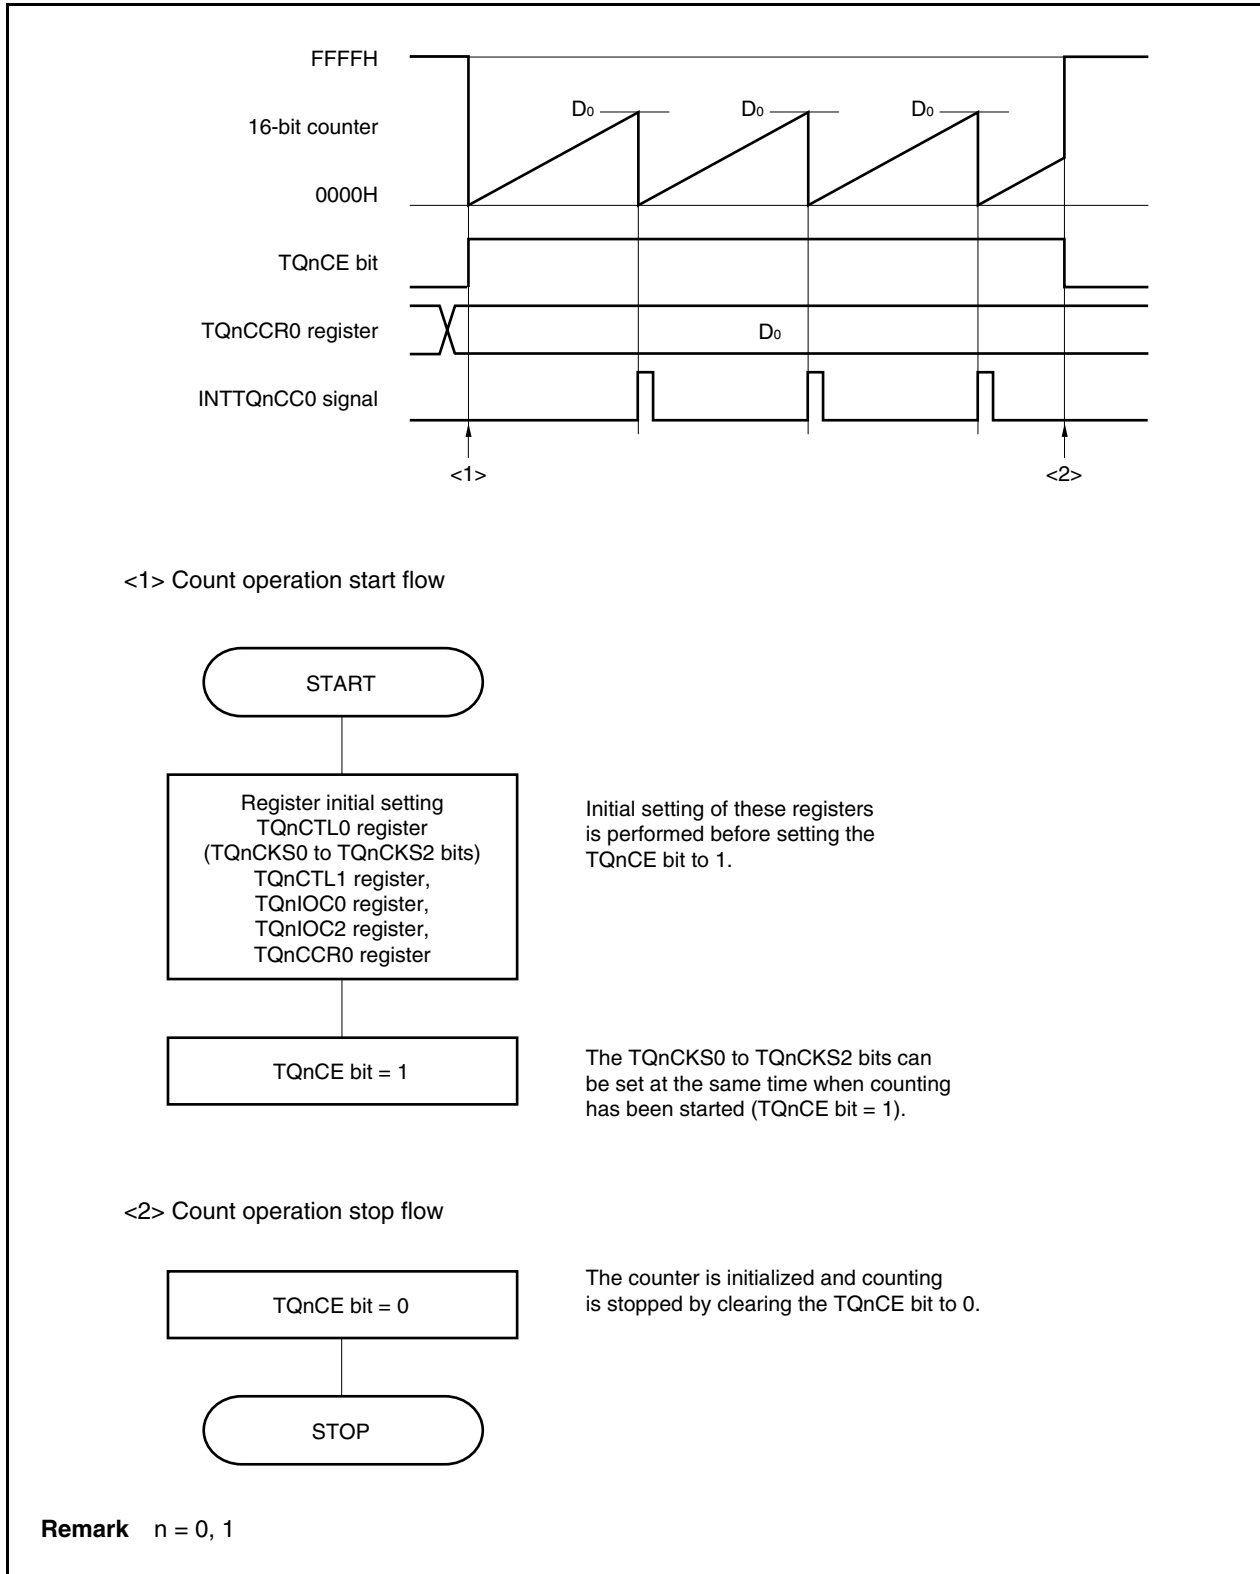 FFFFH
D0 D0 D0
16-bit counter
0000H
TQnCE bit
TQnCCR0 register D0
INTTQnCC0 signal
<1> <2>
<1> Count operation start flow
START
Register initial setting
TQnCTL0 register
(TQnCKS0 to TQnCKS2 bits)
TQnCTL1 register,
TQnIOC0 register,
TQnIOC2 register,
TQnCCR0 register
Initial setting of these registers
is performed before setting the
TQnCE bit to 1.
TQnCE bit = 1
The TQnCKS0 to TQnCKS2 bits can
be set at the same time when counting
has been started (TQnCE bit = 1).
<2> Count operation stop flow
TQnCE bit = 0
The counter is initialized and counting
is stopped by clearing the TQnCE bit to 0.
STOP
Remark n = 0, 1